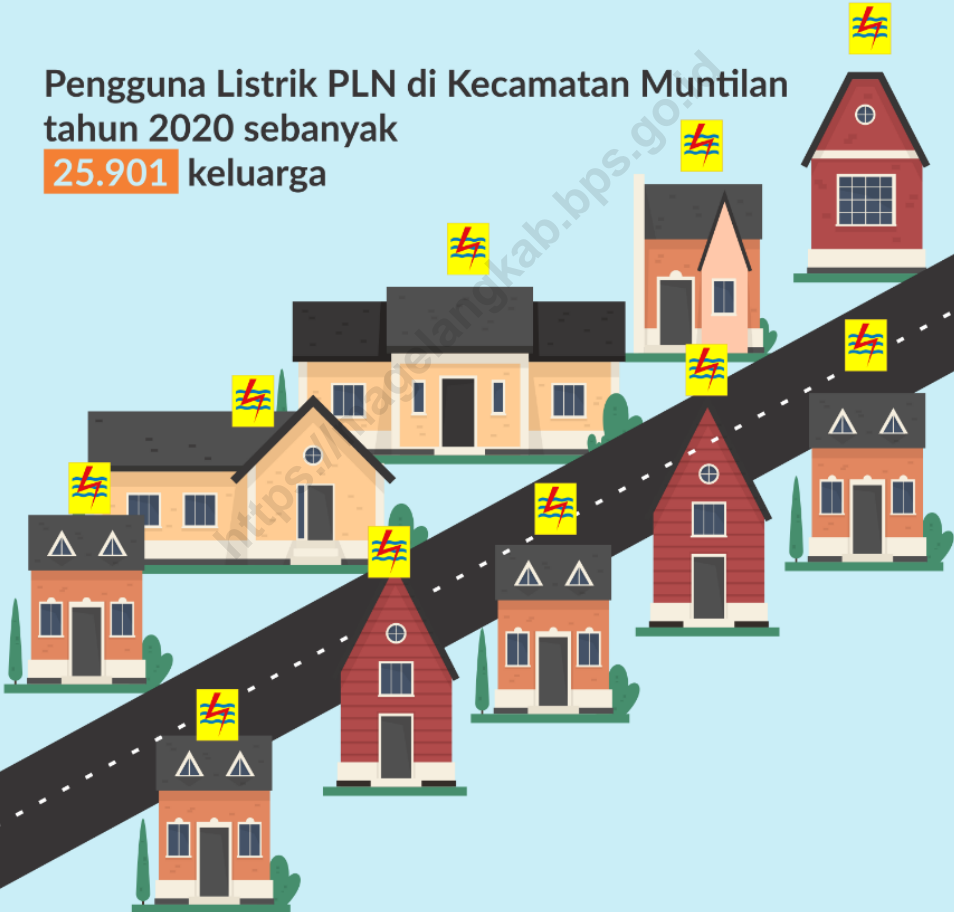 Pengguna Listrik PLN di Kecamatan Muntilan
tahun 2020 sebanyak
25.901 keluarga
https://magelangkab.bps.go.id